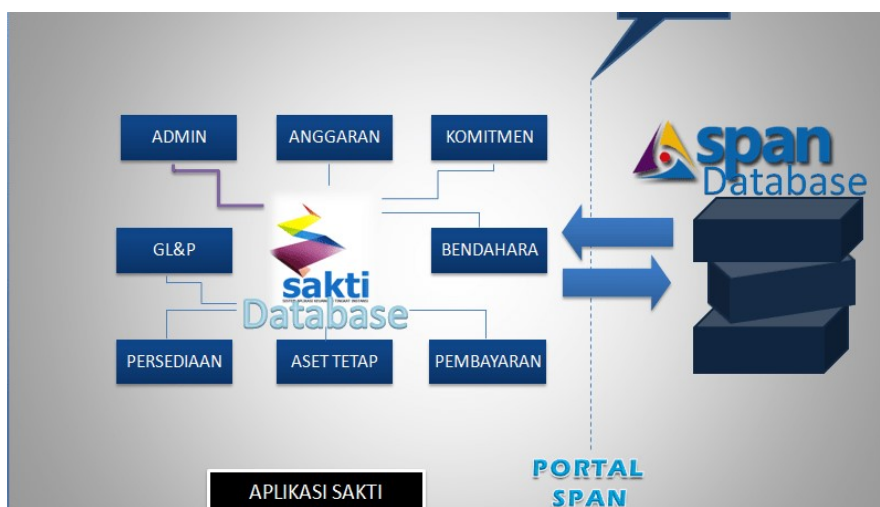 ADMIN
ANGGARAN
KOMITMEN
span
Database
GL&P
BENDAHARA
sakti
Database
PERSEDIAAN
ASET TETAP
PEMBAYARAN
APLIKASI SAKTI
PORTAL
SPAN